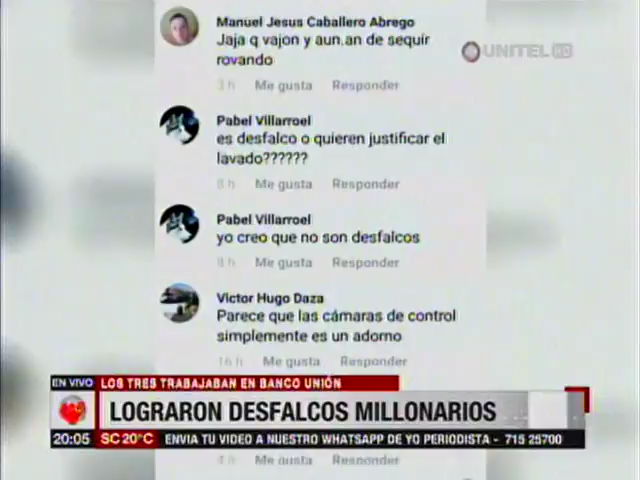 Manuel Jesus Caballero Abrego
Jaja q vajon y aun.an de sequir
rovando
3 h Me gusta Responder
UNITEL HD
Pabel Villarroel
es desfalco o quieren justificar el
lavado??????
8 h Me gusta Responder
Pabel Villarroel
yo creo que no son desfalcos
8 h Me gusta Responder
Victor Hugo Daza
Parece que las cámaras de control
simplemente es un adorno
16 h Me gusta Responder
EN VIVO LOS TRES TRABAJABAN EN BANCO UNIÓN
LOGRARON DESFALCOS MILLONARIOS
20:05 SC 20°C ENVIA TU VIDEO A NUESTRO WHATSAPP DE YO PERIODISTA - 715 25700
4 h Me gusta Responder